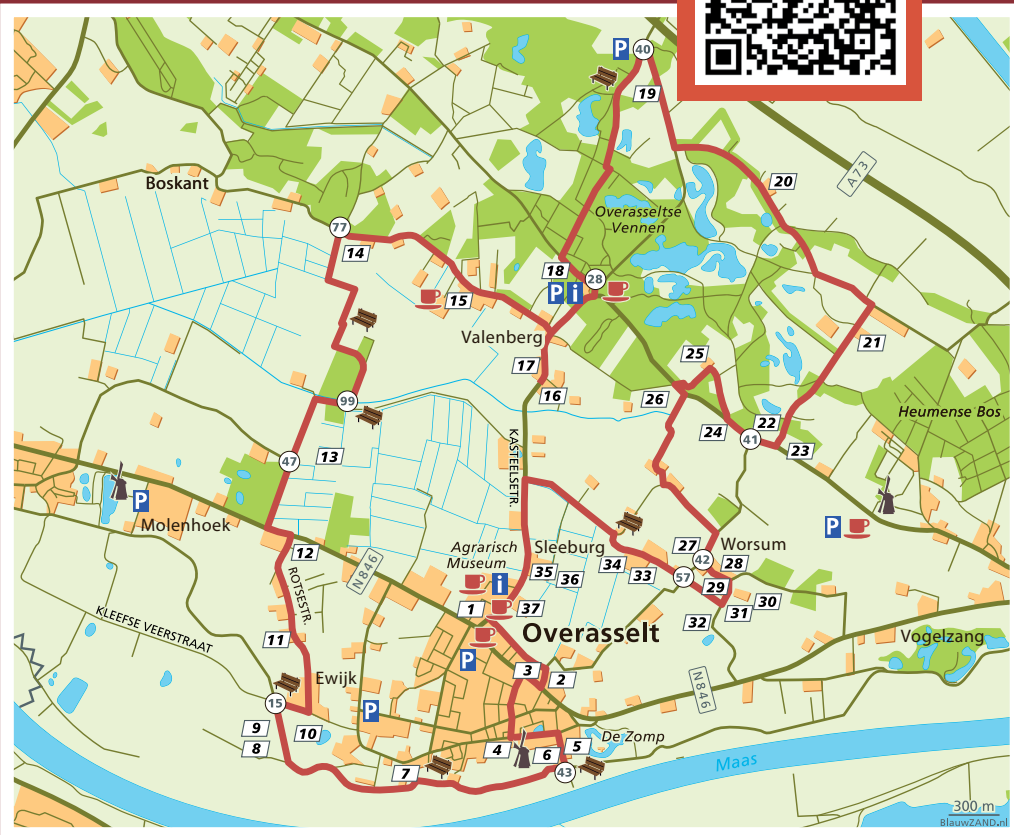 P
40
19
A73
20
Boskant
Overasseltse
Vennen
77
14
18
28
P i
15
Valenberg
21
25
17
16
26
99
Heumense Bos
22
24
41
23
KASTEELSETR.
13
47
P
Molenhoek
P
12
Agrarisch
Museum
Sleeburg
27
Worsum
42
28
34
33
N846
i
35
36
57
29
30
31
1
37
32
ROTSESTR.
KLEEFSE VEERSTRAAT
Overasselt
Vogelzang
11
P
3
2
Ewijk
N846
15
P
9
10
8
De Zomp
4
5
6
7
43
Maas
300 m
BlauwZAND.nl